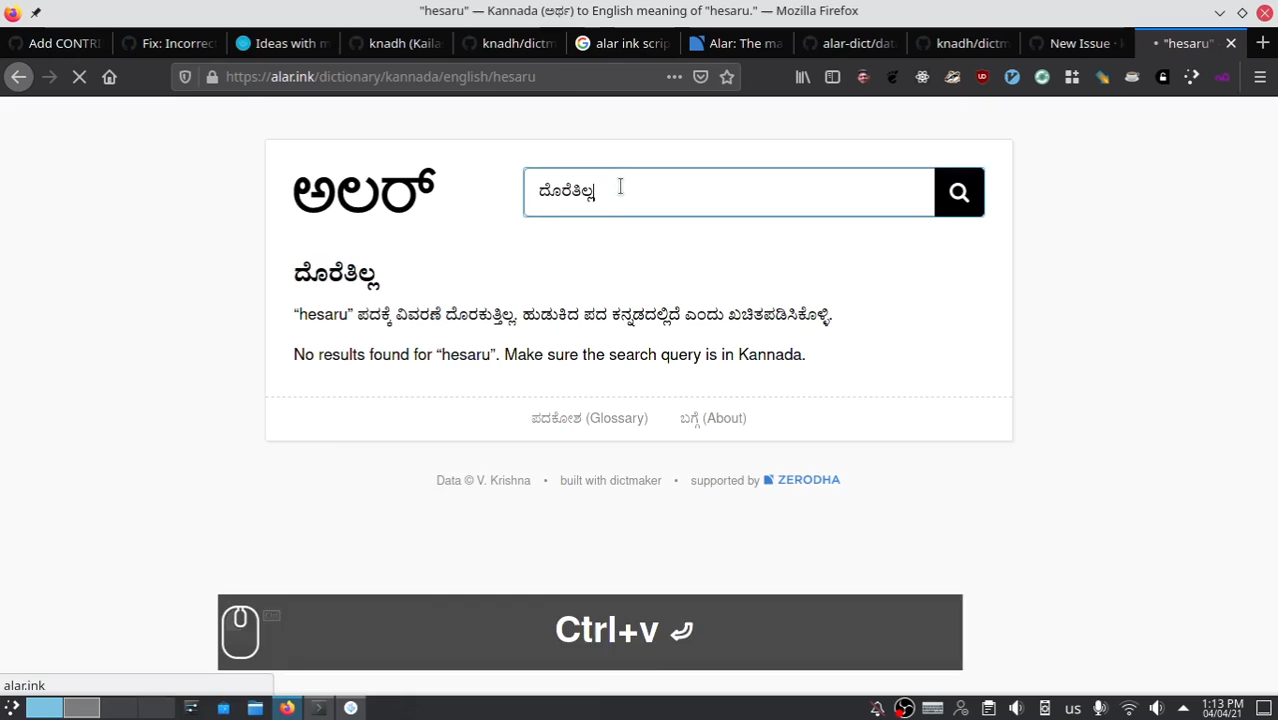 "hesaru" — Kannada (ಅರ್ಥ) to English meaning of "hesaru." — Mozilla Firefox
Add CONTRI
Fix: Incorrect
Ideas with m
knadh (Kaila
knadh/dictm
alar ink scrip
Alar: The ma
alar-dict/dat
knadh/dictm
New Issue · k
"hesaru"
https://alar.ink/dictionary/kannada/english/hesaru
ಅಲರ್
ದೊರೆತಿಲ್ಲ
ದೊರೆತಿಲ್ಲ
“hesaru” ಪದಕ್ಕೆ ವಿವರಣೆ ದೊರಕುತ್ತಿಲ್ಲ. ಹುಡುಕಿದ ಪದ ಕನ್ನಡದಲ್ಲಿದೆ ಎಂದು ಖಚಿತಪಡಿಸಿಕೊಳ್ಳಿ.
No results found for “hesaru”. Make sure the search query is in Kannada.
ಪದಕೋಶ (Glossary) ಬಗ್ಗೆ (About)
Data © V. Krishna • built with dictmaker • supported by ZERODHA
Ctrl+v
alar.ink
us
1:13 PM
04/04/21